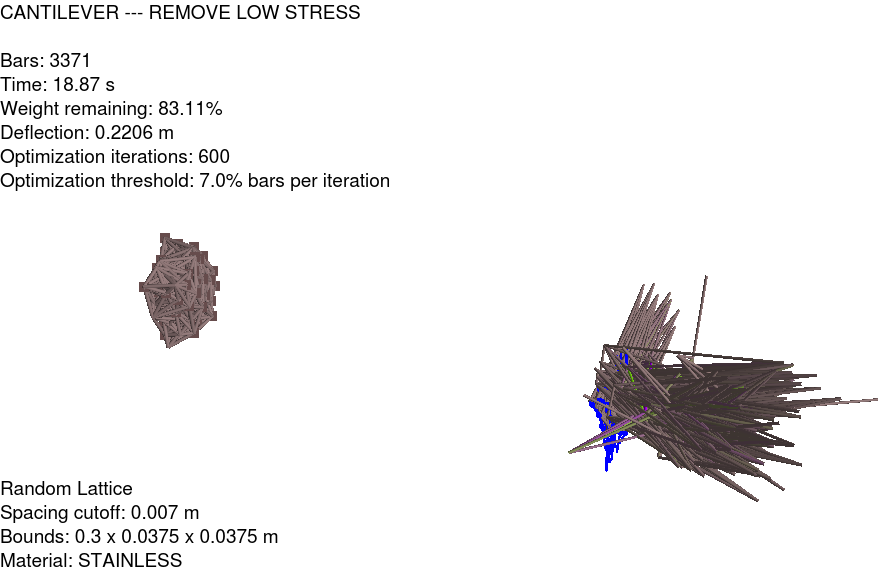 CANTILEVER --- REMOVE LOW STRESS
Bars: 3371
Time: 18.87 s
Weight remaining: 83.11%
Deflection: 0.2206 m
Optimization iterations: 600
Optimization threshold: 7.0% bars per iteration
Random Lattice
Spacing cutoff: 0.007 m
Bounds: 0.3 x 0.0375 x 0.0375 m
Material: STAINLESS